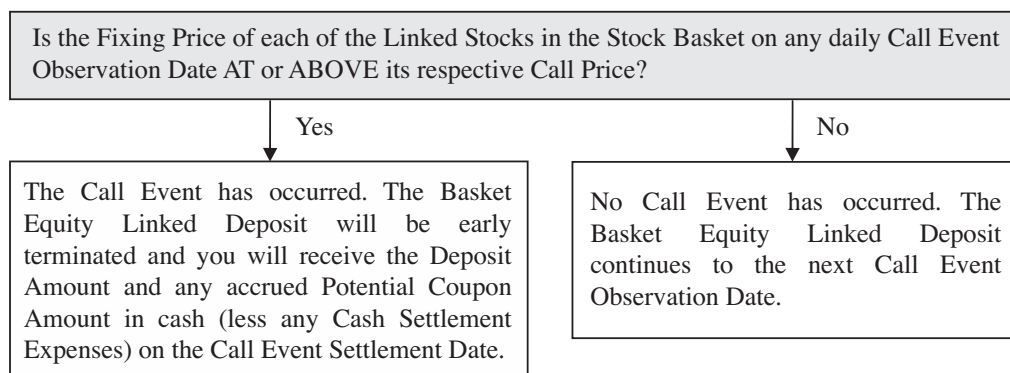 Is the Fixing Price of each of the Linked Stocks in the Stock Basket on any daily Call Event
Observation Date AT or ABOVE its respective Call Price?
Yes
No
The Call Event has occurred. The Basket
Equity Linked Deposit will be early
terminated and you will receive the Deposit
Amount and any accrued Potential Coupon
Amount in cash (less any Cash Settlement
Expenses) on the Call Event Settlement Date.
No Call Event has occurred. The
Basket Equity Linked Deposit
continues to the next Call Event
Observation Date.